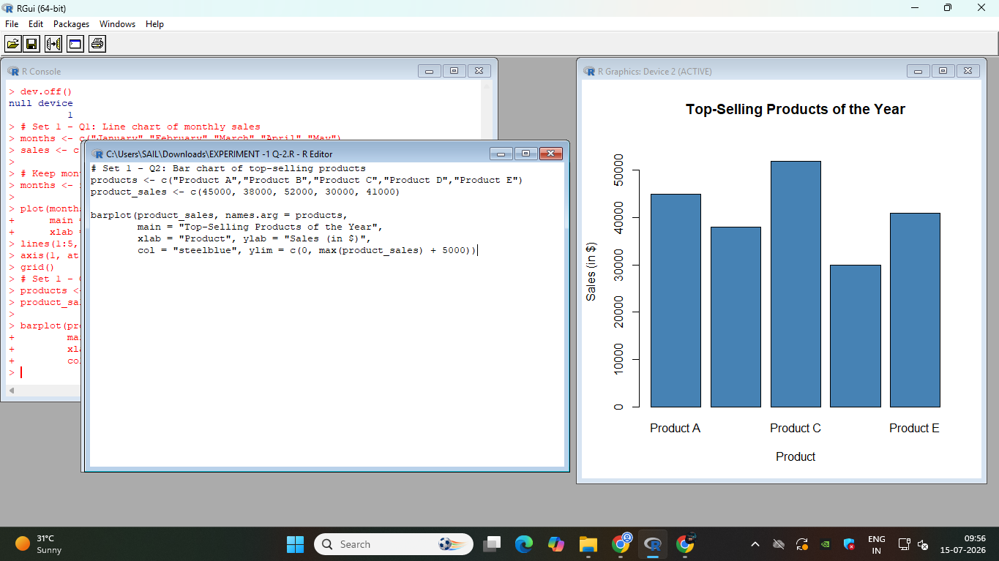 RGui (64-bit)
File Edit Packages Windows Help
R Console
> dev.off()
null device
1
> # Set 1 - Q1: Line chart of monthly sales
> months <- c("January","February","March","April","May")
> sales <- c
>
> # Keep mon
> months <-
>
> plot(month
+ main
+ xlab
> lines(1:5,
> axis(1, at
> grid()
> # Set 1 -
> products <
> product_sa
>
> barplot(pr
+ ma
+ xl
+ co
>
C:\Users\SAIL\Downloads\EXPERIMENT -1 Q-2.R - R Editor
# Set 1 - Q2: Bar chart of top-selling products
products <- c("Product A","Product B","Product C","Product D","Product E")
product_sales <- c(45000, 38000, 52000, 30000, 41000)
barplot(product_sales, names.arg = products,
main = "Top-Selling Products of the Year",
xlab = "Product", ylab = "Sales (in $)",
col = "steelblue", ylim = c(0, max(product_sales) + 5000))
R Graphics: Device 2 (ACTIVE)
Top-Selling Products of the Year
Sales (in $)
50000
40000
30000
20000
10000
0
Product A Product C Product E
Product
31°C
Sunny
Search
ENG
IN
09:56
15-07-2026